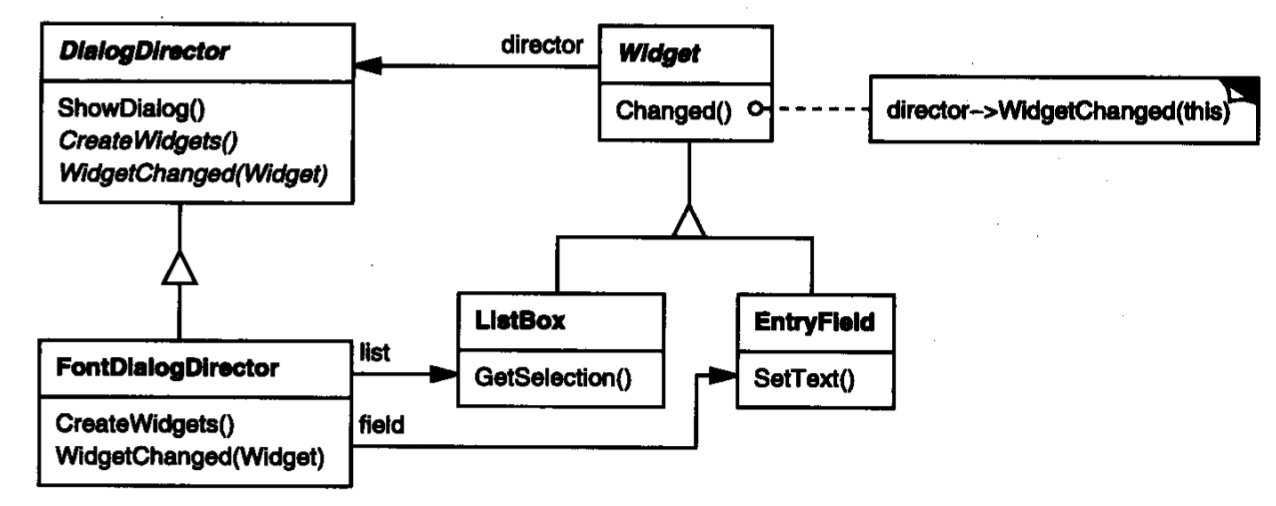 DialogDirector
ShowDialog()
CreateWidgets()
WidgetChanged(Widget)
director
Widget
Changed()
director->WidgetChanged(this)
FontDialogDirector
CreateWidgets()
WidgetChanged(Widget)
list
field
ListBox
GetSelection()
EntryField
SetText()